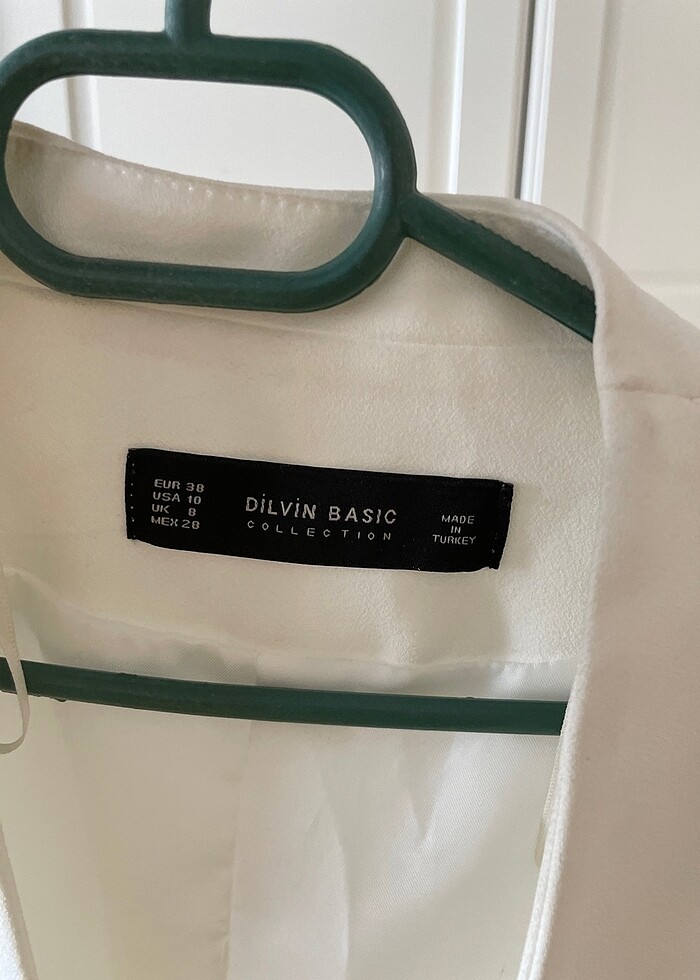 EUR 38
USA 10
UK 8
MEX 28
DİLVİN BASIC
COLLECTION
MADE
IN
TURKEY